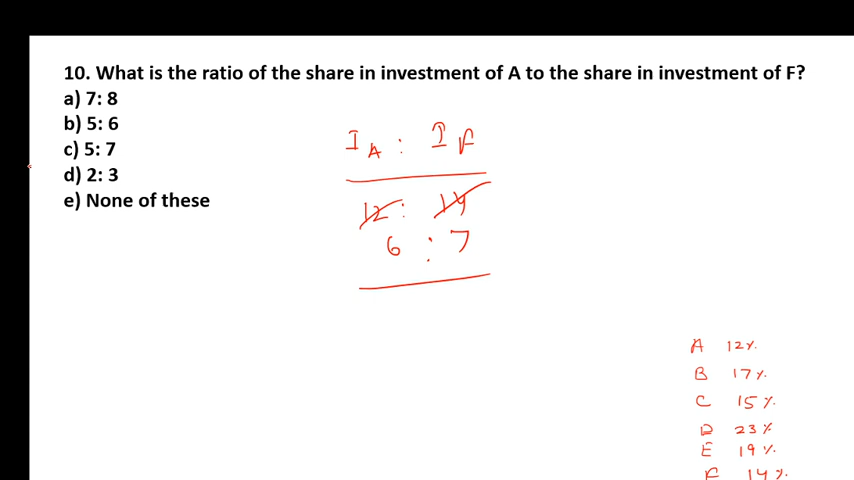 10. What is the ratio of the share in investment of A to the share in investment of F?
a) 7: 8
b) 5: 6
c) 5: 7
d) 2: 3
e) None of these
I A : I F
12 : 14
6 : 7
A 12%
B 17%
C 15%
D 23%
E 19%
F 14%